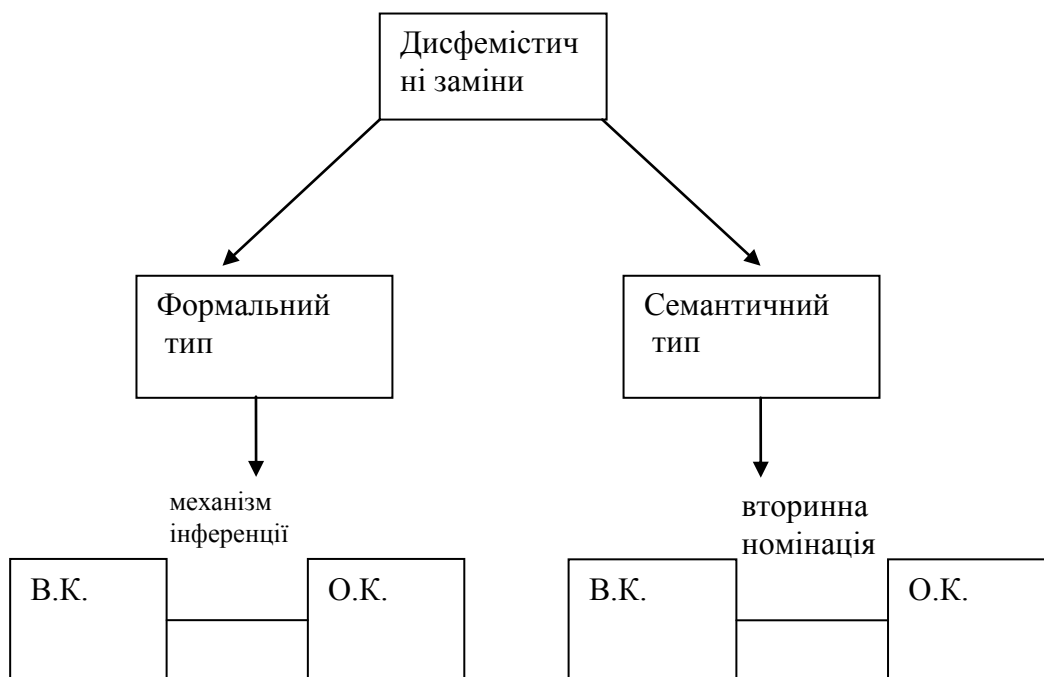 Дисфемістич
ні заміни
Формальний
тип
Семантичний
тип
механізм
інференції
вторинна
номінація
В.К.
О.К.
В.К.
О.К.